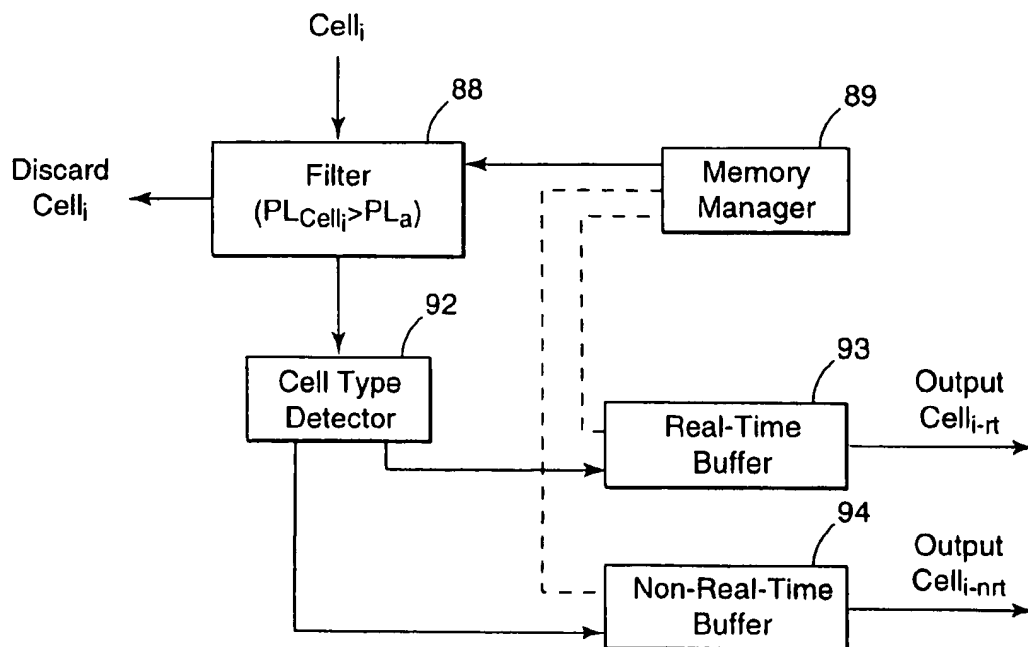 Cell_i
88
89
Discard
Cell_i
Filter
(PL_Cell_i>PL_a)
Memory
Manager
92
Cell Type
Detector
93
Real-Time
Buffer
Output
Cell_i-rt
94
Non-Real-Time
Buffer
Output
Cell_i-nrt